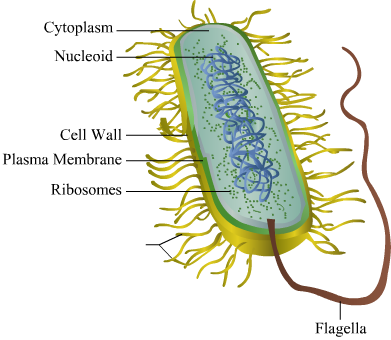 Cytoplasm
Nucleoid
Cell Wall
Plasma Membrane
Ribosomes
Flagella